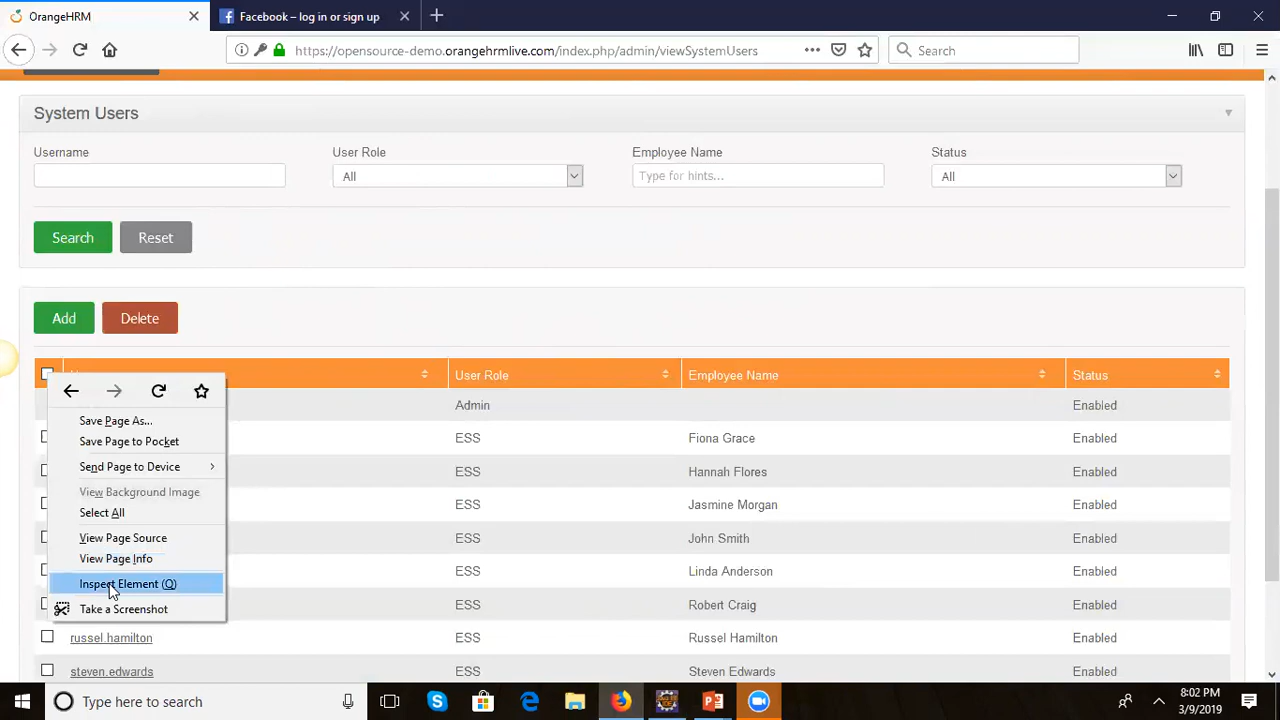 OrangeHRM
Facebook – log in or sign up
https://opensource-demo.orangehrmlive.com/index.php/admin/viewSystemUsers
Search
System Users
Username User Role Employee Name Status
All Type for hints... All
Search Reset
Add Delete
User Role Employee Name Status
Admin Enabled
ESS Fiona Grace Enabled
ESS Hannah Flores Enabled
ESS Jasmine Morgan Enabled
ESS John Smith Enabled
ESS Linda Anderson Enabled
ESS Robert Craig Enabled
russel.hamilton ESS Russel Hamilton Enabled
steven.edwards ESS Steven Edwards Enabled
Save Page As...
Save Page to Pocket
Send Page to Device
View Background Image
Select All
View Page Source
View Page Info
Inspect Element (Q)
Take a Screenshot
Type here to search
8:02 PM
3/9/2019